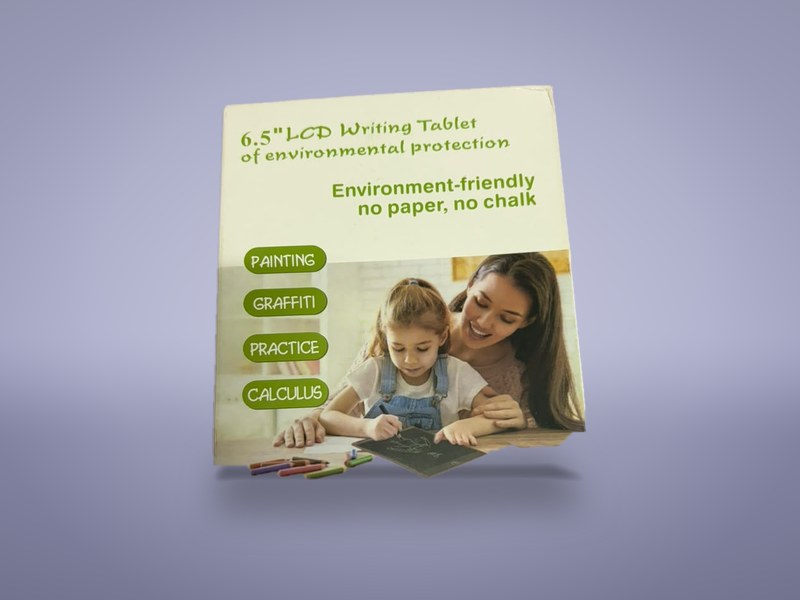 6.5" LCD Writing Tablet
of environmental protection
Environment-friendly
no paper, no chalk
PAINTING
GRAFFITI
PRACTICE
CALCULUS